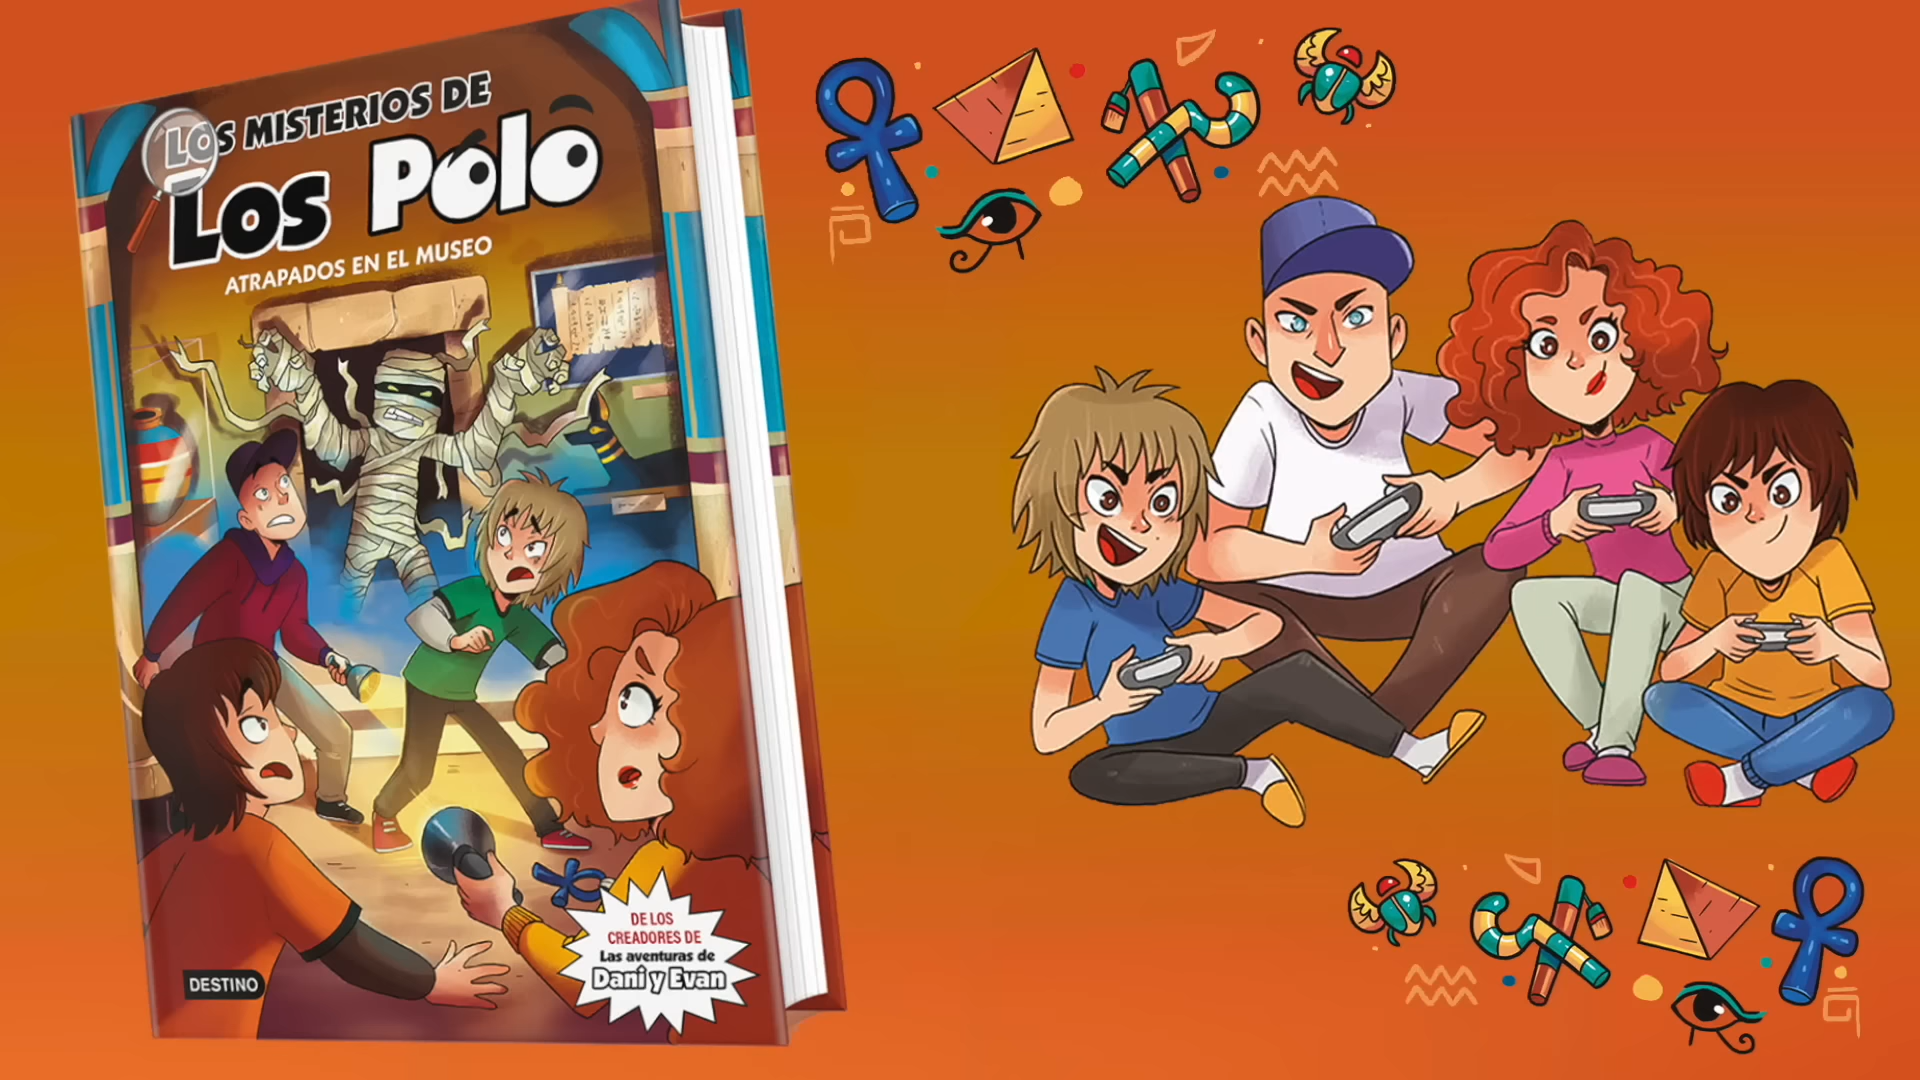 LOS MISTERIOS DE
LOS POLO
ATRAPADOS EN EL MUSEO
DE LOS
CREADORES DE
Las aventuras de
Dani y Evan
DESTINO